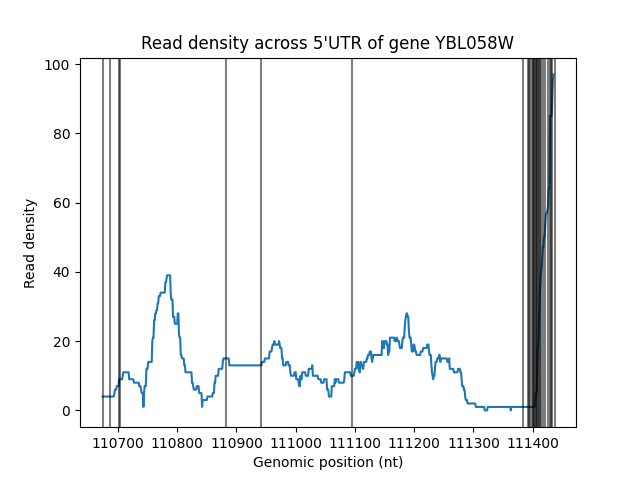 Read density across 5'UTR of gene YBL058W
100
80
60
40
20
0
Read density
110700 110800 110900 111000 111100 111200 111300 111400
Genomic position (nt)